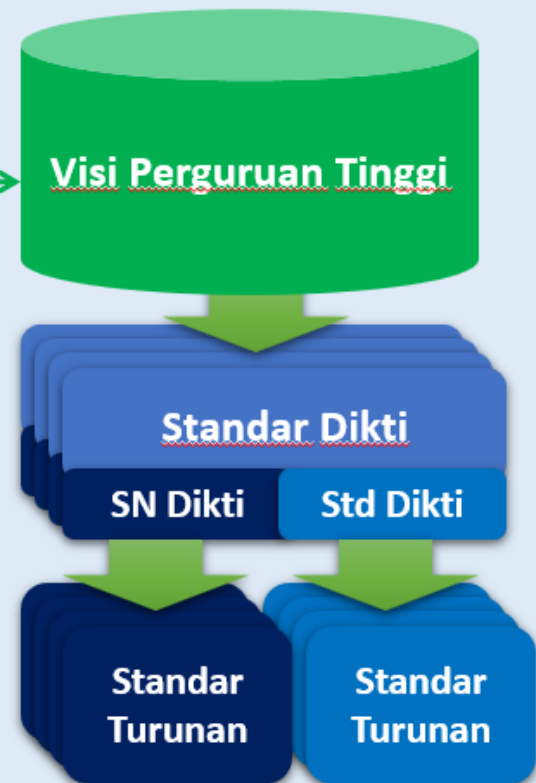 Visi Perguruan Tinggi
Standar Dikti
SN Dikti
Std Dikti
Standar
Turunan
Standar
Turunan